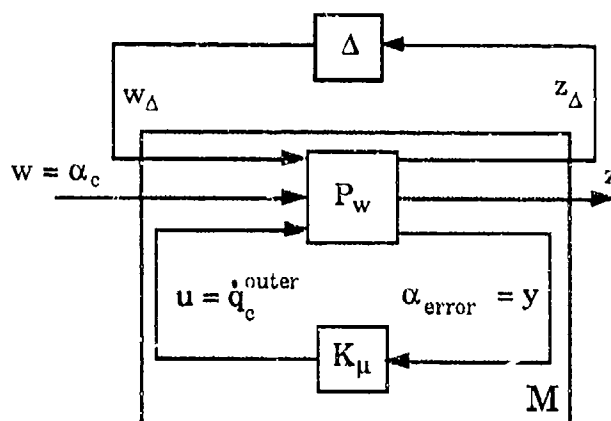 Δ
w_Δ
z_Δ
w = α_c
P_w
z
u = q̇_c^outer
α_error = y
K_μ
M